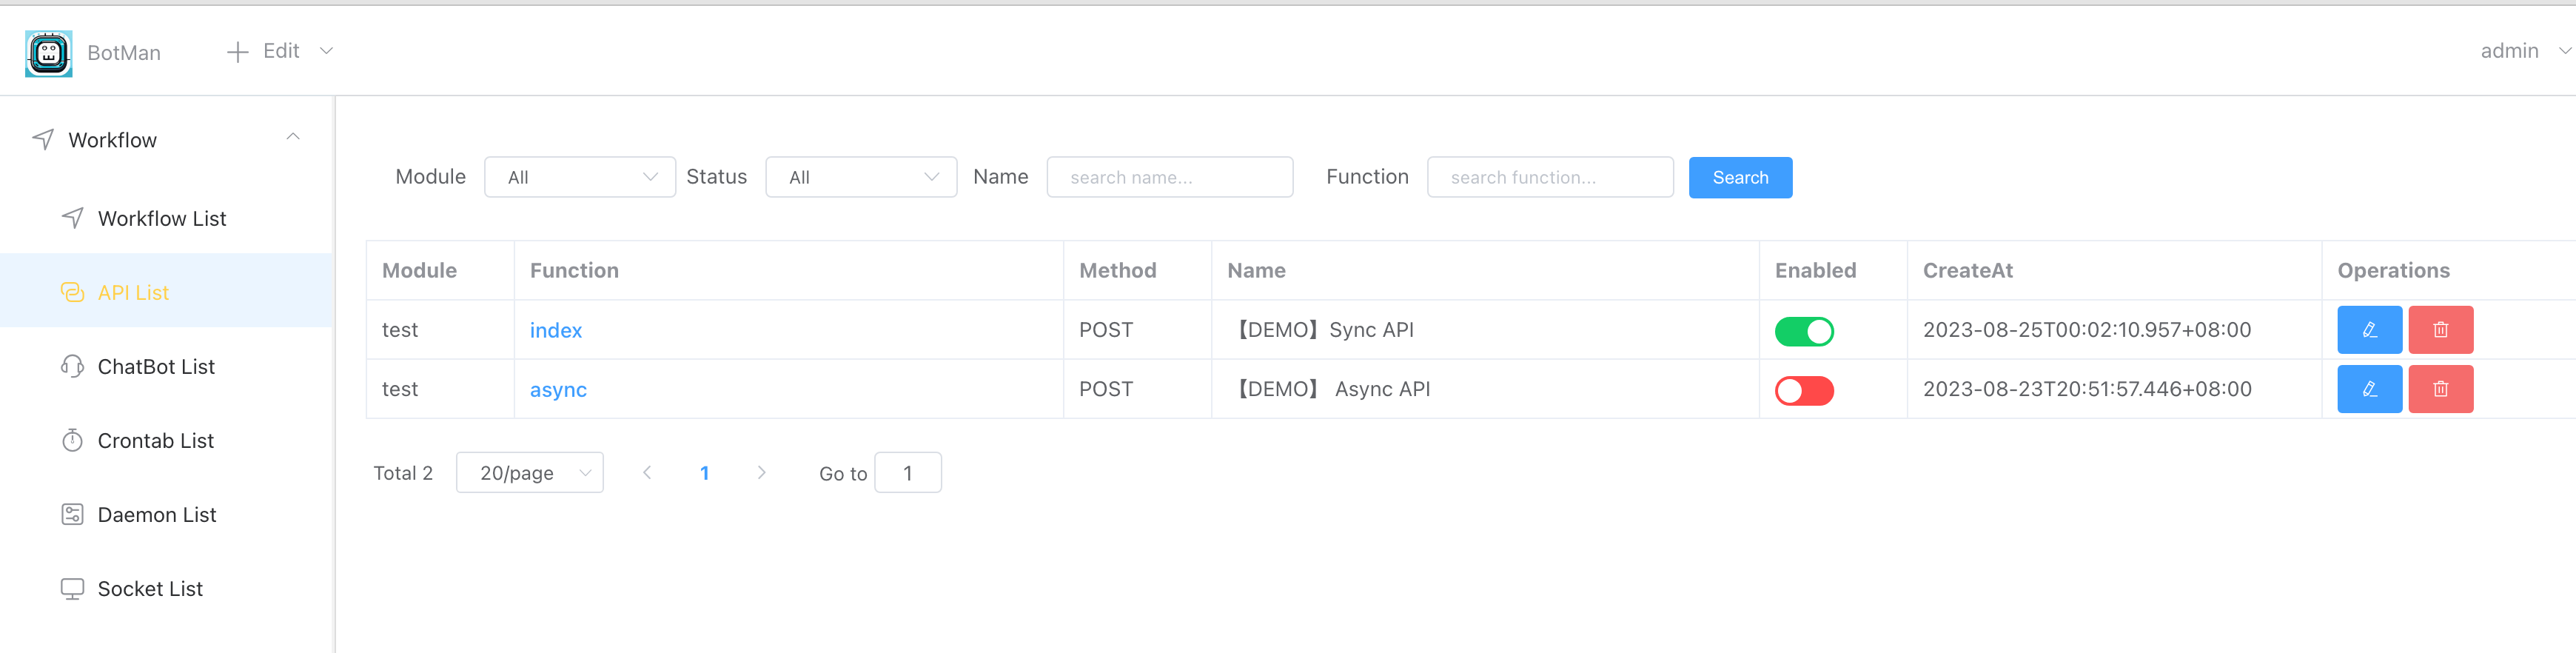 BotMan Edit admin
Workflow
Module All Status All Name search name... Function search function... Search
Workflow List
Module Function Method Name Enabled CreateAt Operations
API List
test index POST 【DEMO】Sync API 2023-08-25T00:02:10.957+08:00
ChatBot List
test async POST 【DEMO】 Async API 2023-08-23T20:51:57.446+08:00
Crontab List
Total 2 20/page 1 Go to 1
Daemon List
Socket List